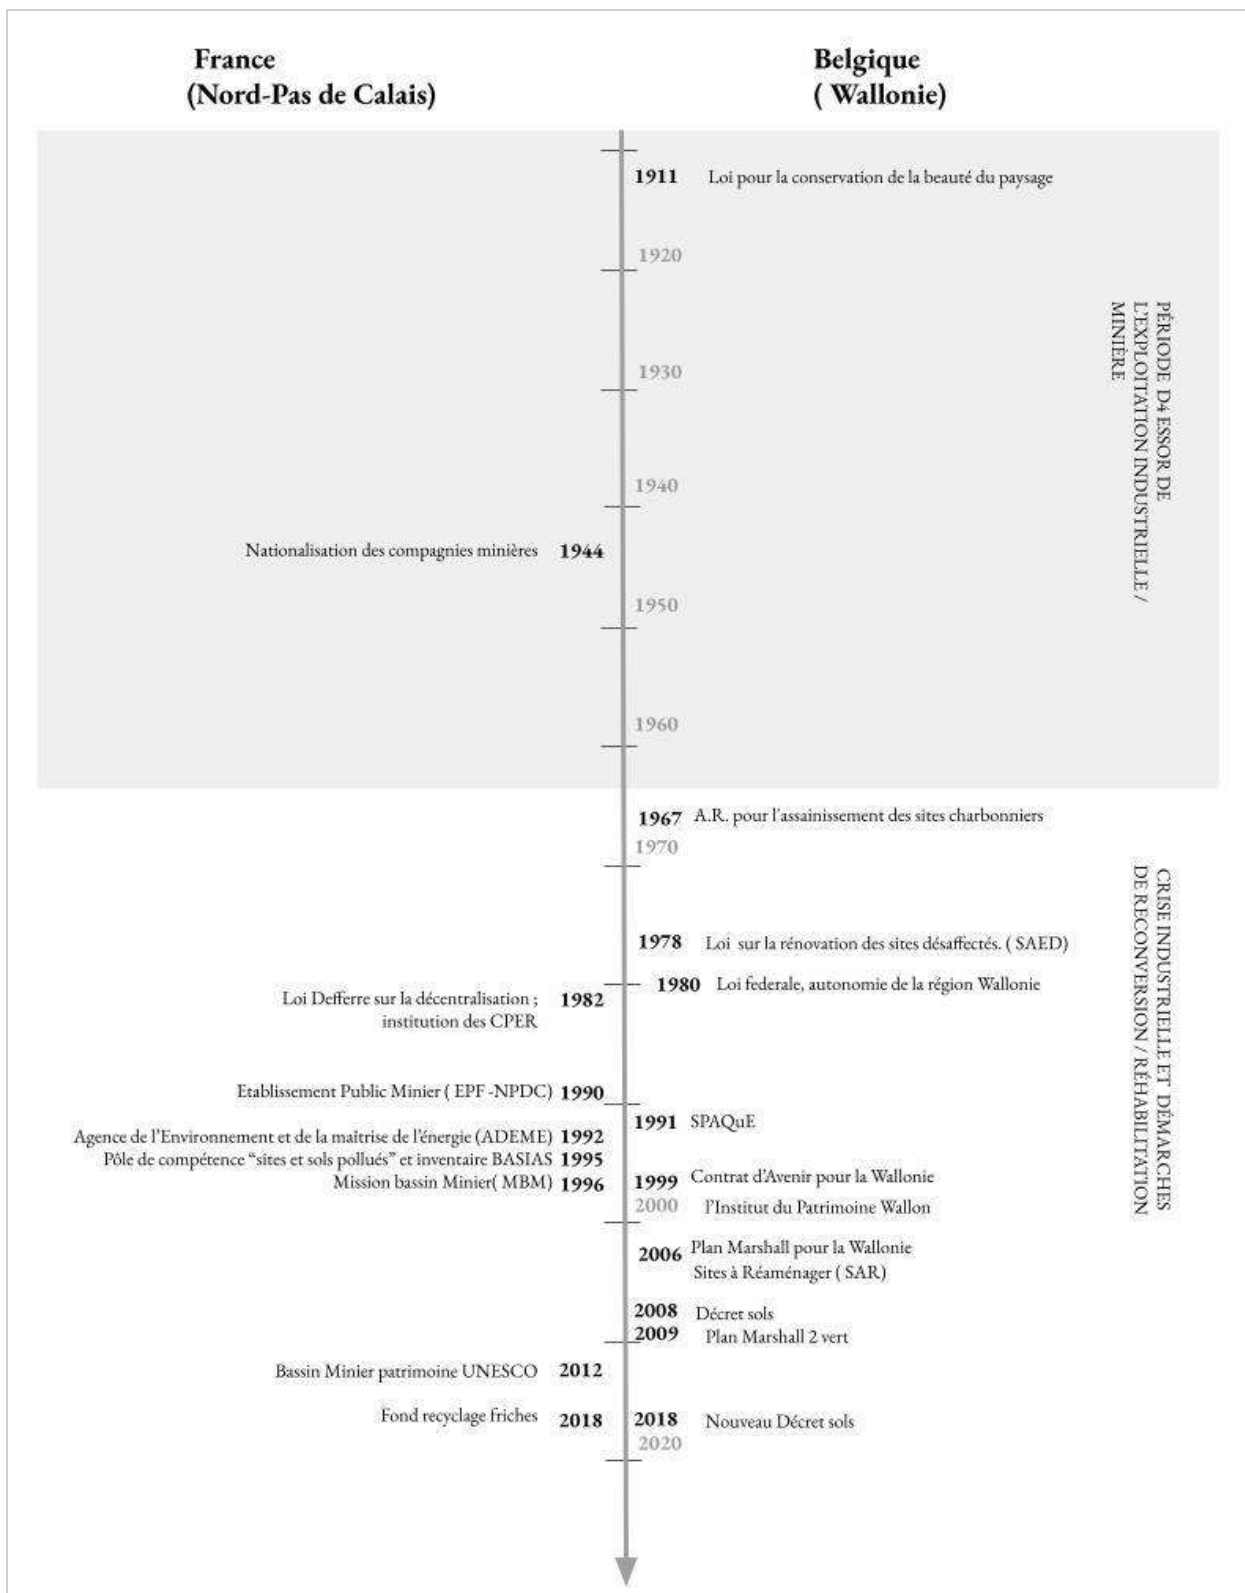 France
(Nord-Pas de Calais)
Belgique
( Wallonie)
1911 Loi pour la conservation de la beauté du paysage
1920
1930
1940
Nationalisation des compagnies minières 1944
1950
1960
PÉRIODE D4 ESSOR DE
L'EXPLOITATION INDUSTRIELLE /
MINIÈRE
1967 A.R. pour l'assainissement des sites charbonniers
1970
1978 Loi sur la rénovation des sites désaffectés. ( SAED)
1980 Loi federale, autonomie de la région Wallonie
Loi Defferre sur la décentralisation ; 1982
institution des CPER
Etablissement Public Minier ( EPF -NPDC) 1990
1991 SPAQuE
Agence de l'Environnement et de la maîtrise de l'énergie (ADEME) 1992
Pôle de compétence “sites et sols pollués” et inventaire BASIAS 1995
Mission bassin Minier( MBM) 1996
1999 Contrat d'Avenir pour la Wallonie
2000 l'Institut du Patrimoine Wallon
2006 Plan Marshall pour la Wallonie
Sites à Réaménager ( SAR)
2008 Décret sols
2009 Plan Marshall 2 vert
Bassin Minier patrimoine UNESCO 2012
Fond recyclage friches 2018
2018 Nouveau Décret sols
2020
CRISE INDUSTRIELLE ET DÉMARCHES
DE RECONVERSION / RÉHABILITATION